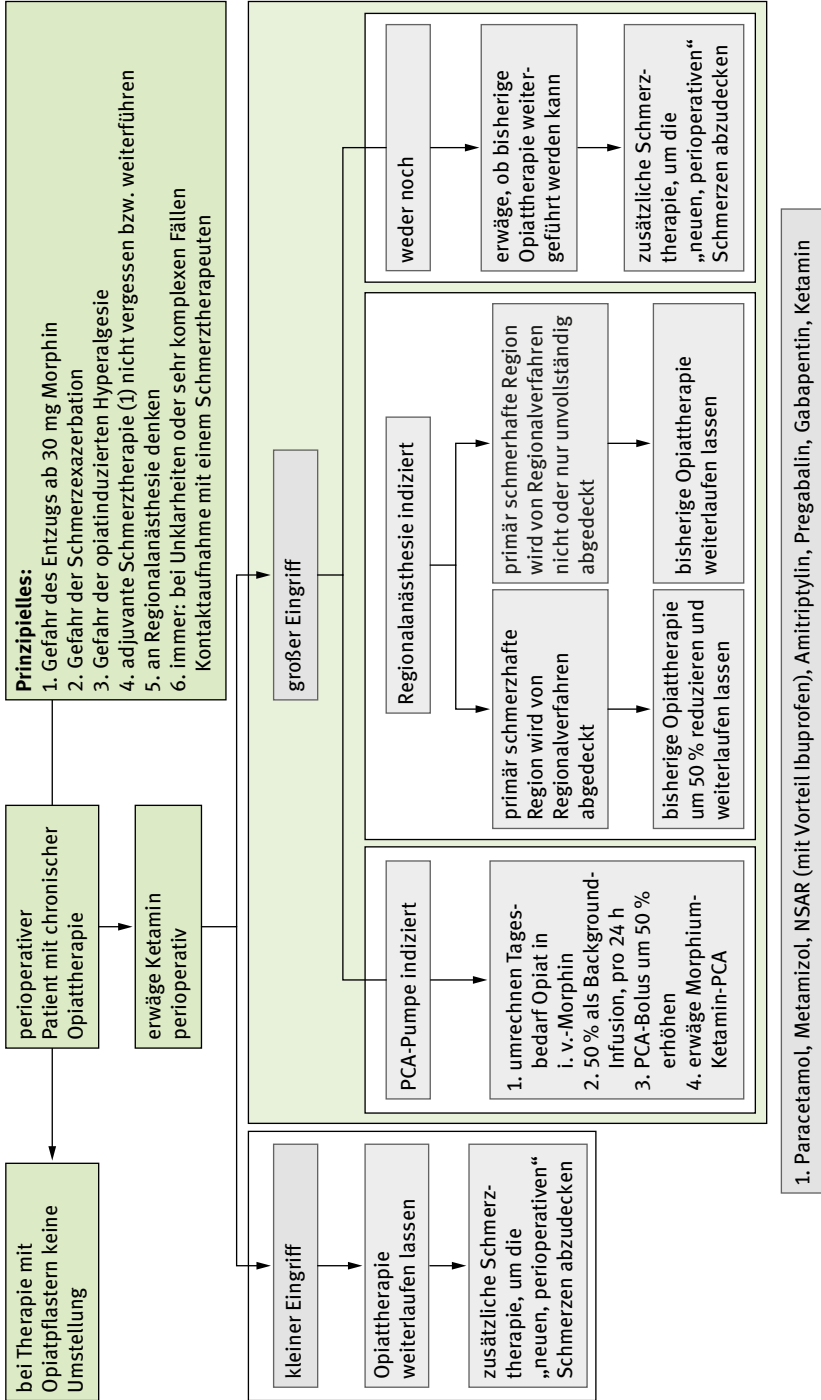 bei Therapie mit
Opiatpflastern keine
Umstellung
perioperativer
Patient mit chronischer
Opiattherapie
Prinzipielles:
1. Gefahr des Entzugs ab 30 mg Morphin
2. Gefahr der Schmerzexazerbation
3. Gefahr der opiatinduzierten Hyperalgesie
4. adjuvante Schmerztherapie (1) nicht vergessen bzw. weiterführen
5. an Regionalanästhesie denken
6. immer: bei Unklarheiten oder sehr komplexen Fällen
Kontaktaufnahme mit einem Schmerztherapeuten
erwäge Ketamin
perioperativ
kleiner Eingriff
Opiattherapie
weiterlaufen lassen
zusätzliche Schmerz-
therapie, um die
„neuen, perioperativen“
Schmerzen abzudecken
großer Eingriff
PCA-Pumpe indiziert
1. umrechnen Tages-
bedarf Opiat in
i. v.-Morphin
2. 50 % als Background-
Infusion, pro 24 h
3. PCA-Bolus um 50 %
erhöhen
4. erwäge Morphium-
Ketamin-PCA
Regionalanästhesie indiziert
primär schmerzhafte
Region wird von
Regionalverfahren
abgedeckt
bisherige Opiattherapie
um 50 % reduzieren und
weiterlaufen lassen
primär schmerhafte Region
wird von Regionalverfahren
nicht oder nur unvollständig
abgedeckt
bisherige Opiattherapie
weiterlaufen lassen
weder noch
erwäge, ob bisherige
Opiattherapie weiter-
geführt werden kann
zusätzliche Schmerz-
therapie, um die
„neuen, perioperativen“
Schmerzen abzudecken
1. Paracetamol, Metamizol, NSAR (mit Vorteil Ibuprofen), Amitriptylin, Pregabalin, Gabapentin, Ketamin